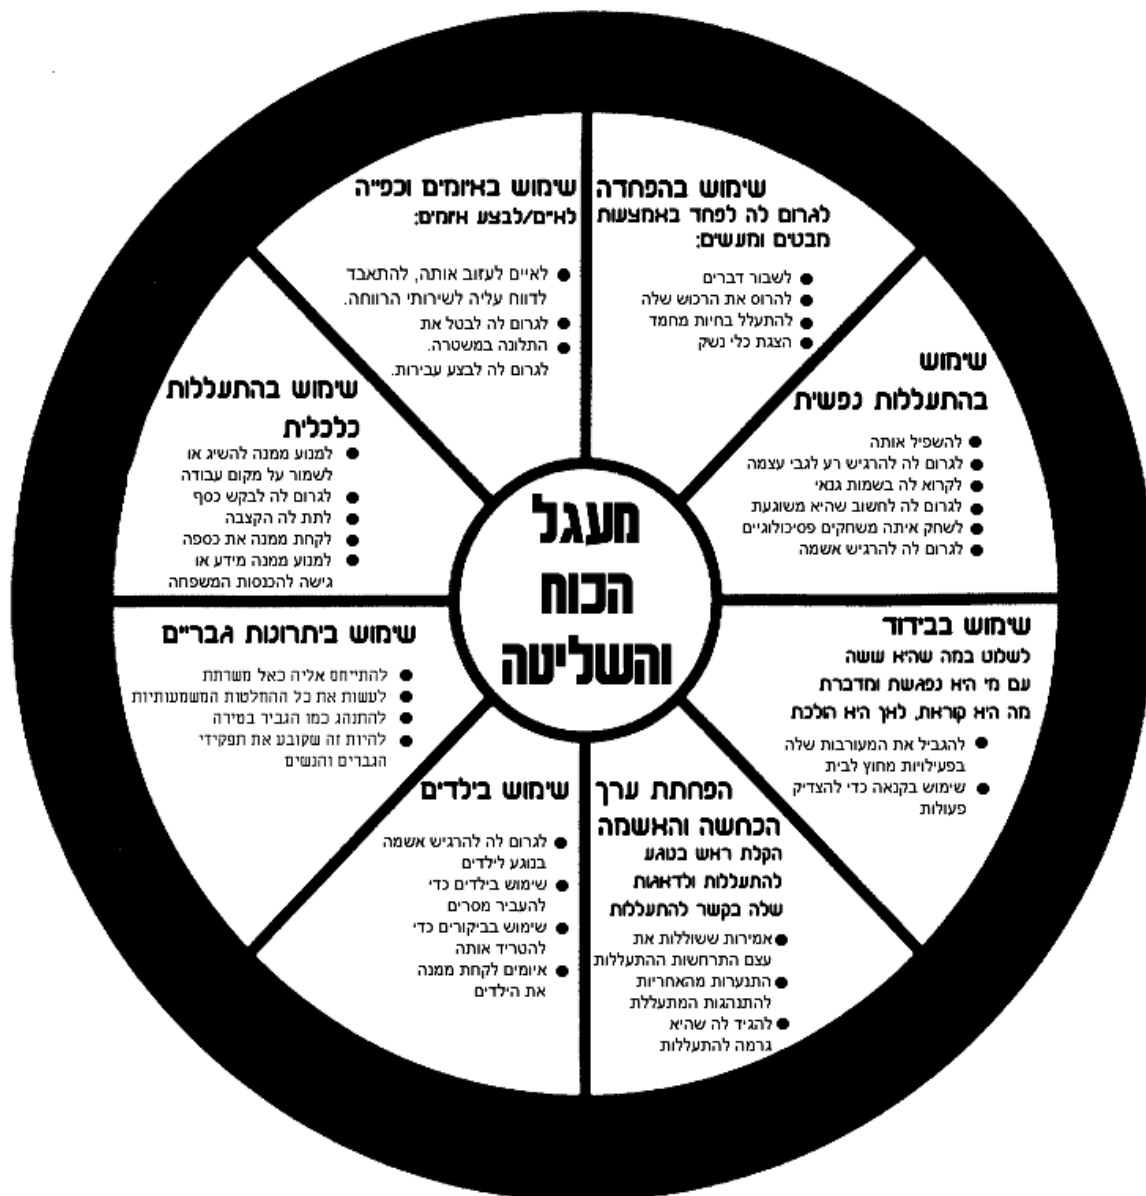 מעגל
הכוח
והשליטה
שימוש בהפחדה
לגרום לה לפחד באמצעות
מבטים ומעשים:
● לשבור דברים
● להרוס את הרכוש שלה
● להתעלל בחיות מחמד
● הצגת כלי נשק
שימוש
בהתעללות נפשית
● להשפיל אותה
● לגרום לה להרגיש רע לגבי עצמה
● לקרוא לה בשמות גנאי
● לגרום לה לחשוב שהיא משוגעת
● לשחק איתה משחקים פסיכולוגיים
● לגרום לה להרגיש אשמה
שימוש בבידוד
לשלוט במה שהיא עושה
עם מי היא נפגשת ומדברת
מה היא קוראת, לאן היא הולכת
● להגביל את המעורבות שלה
בפעילויות מחוץ לבית
● שימוש בקנאה כדי להצדיק
פעולות
הפחתת ערך
הכחשה והאשמה
הקלת ראש בנוגע
להתעללות ולדאגות
שלה בקשר להתעללות
● אמירות ששוללות את
עצם התרחשות ההתעללות
● התנערות מהאחריות
להתנהגות המתעללת
● להגיד לה שהיא
גרמה להתעללות
שימוש בילדים
● לגרום לה להרגיש אשמה
בנוגע לילדים
● שימוש בילדים כדי
להעביר מסרים
● שימוש בביקורים כדי
להטריד אותה
● איומים לקחת ממנה
את הילדים
שימוש ביתרונות גבריים
● להתייחס אליה כאל משרתת
● לעשות את כל ההחלטות המשמעותיות
● להתנהג כמו הגביר בטירה
● להיות זה שקובע את תפקידי
הגברים והנשים
שימוש בהתעללות
כלכלית
● למנוע ממנה להשיג או
לשמור על מקום עבודה
● לגרום לה לבקש כסף
● לתת לה הקצבה
● לקחת ממנה את כספה
● למנוע ממנה מידע או
גישה להכנסות המשפחה
שימוש באיומים וכפייה
לאיים/לבצע איומים:
● לאיים לעזוב אותה, להתאבד
לדווח עליה לשירותי הרווחה.
● לגרום לה לבטל את
● התלונה במשטרה.
לגרום לה לבצע עבירות.